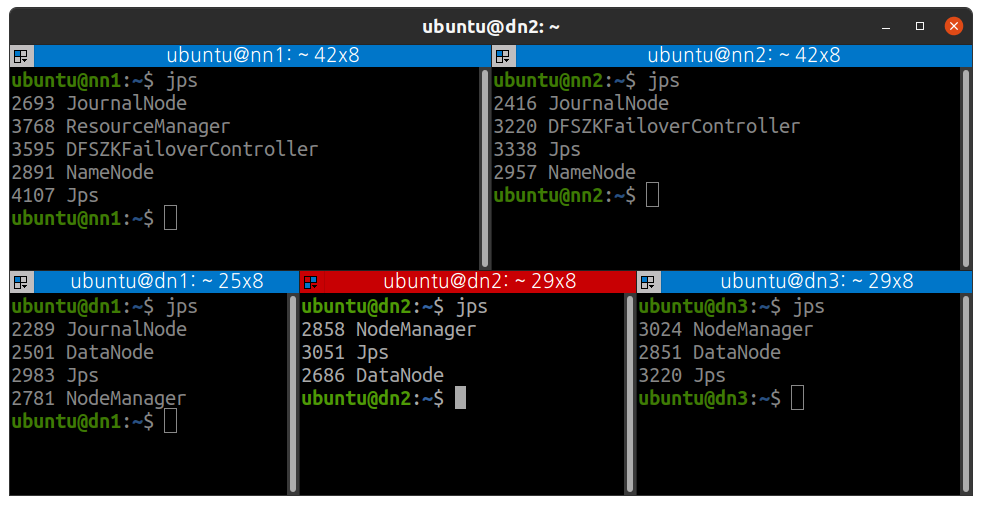 ubuntu@dn2: ~
ubuntu@nn1: ~ 42x8
ubuntu@nn1:~$ jps
2693 JournalNode
3768 ResourceManager
3595 DFSZKFailoverController
2891 NameNode
4107 Jps
ubuntu@nn1:~$
ubuntu@nn2: ~ 42x8
ubuntu@nn2:~$ jps
2416 JournalNode
3220 DFSZKFailoverController
3338 Jps
2957 NameNode
ubuntu@nn2:~$
ubuntu@dn1: ~ 25x8
ubuntu@dn1:~$ jps
2289 JournalNode
2501 DataNode
2983 Jps
2781 NodeManager
ubuntu@dn1:~$
ubuntu@dn2: ~ 29x8
ubuntu@dn2:~$ jps
2858 NodeManager
3051 Jps
2686 DataNode
ubuntu@dn2:~$
ubuntu@dn3: ~ 29x8
ubuntu@dn3:~$ jps
3024 NodeManager
2851 DataNode
3220 Jps
ubuntu@dn3:~$